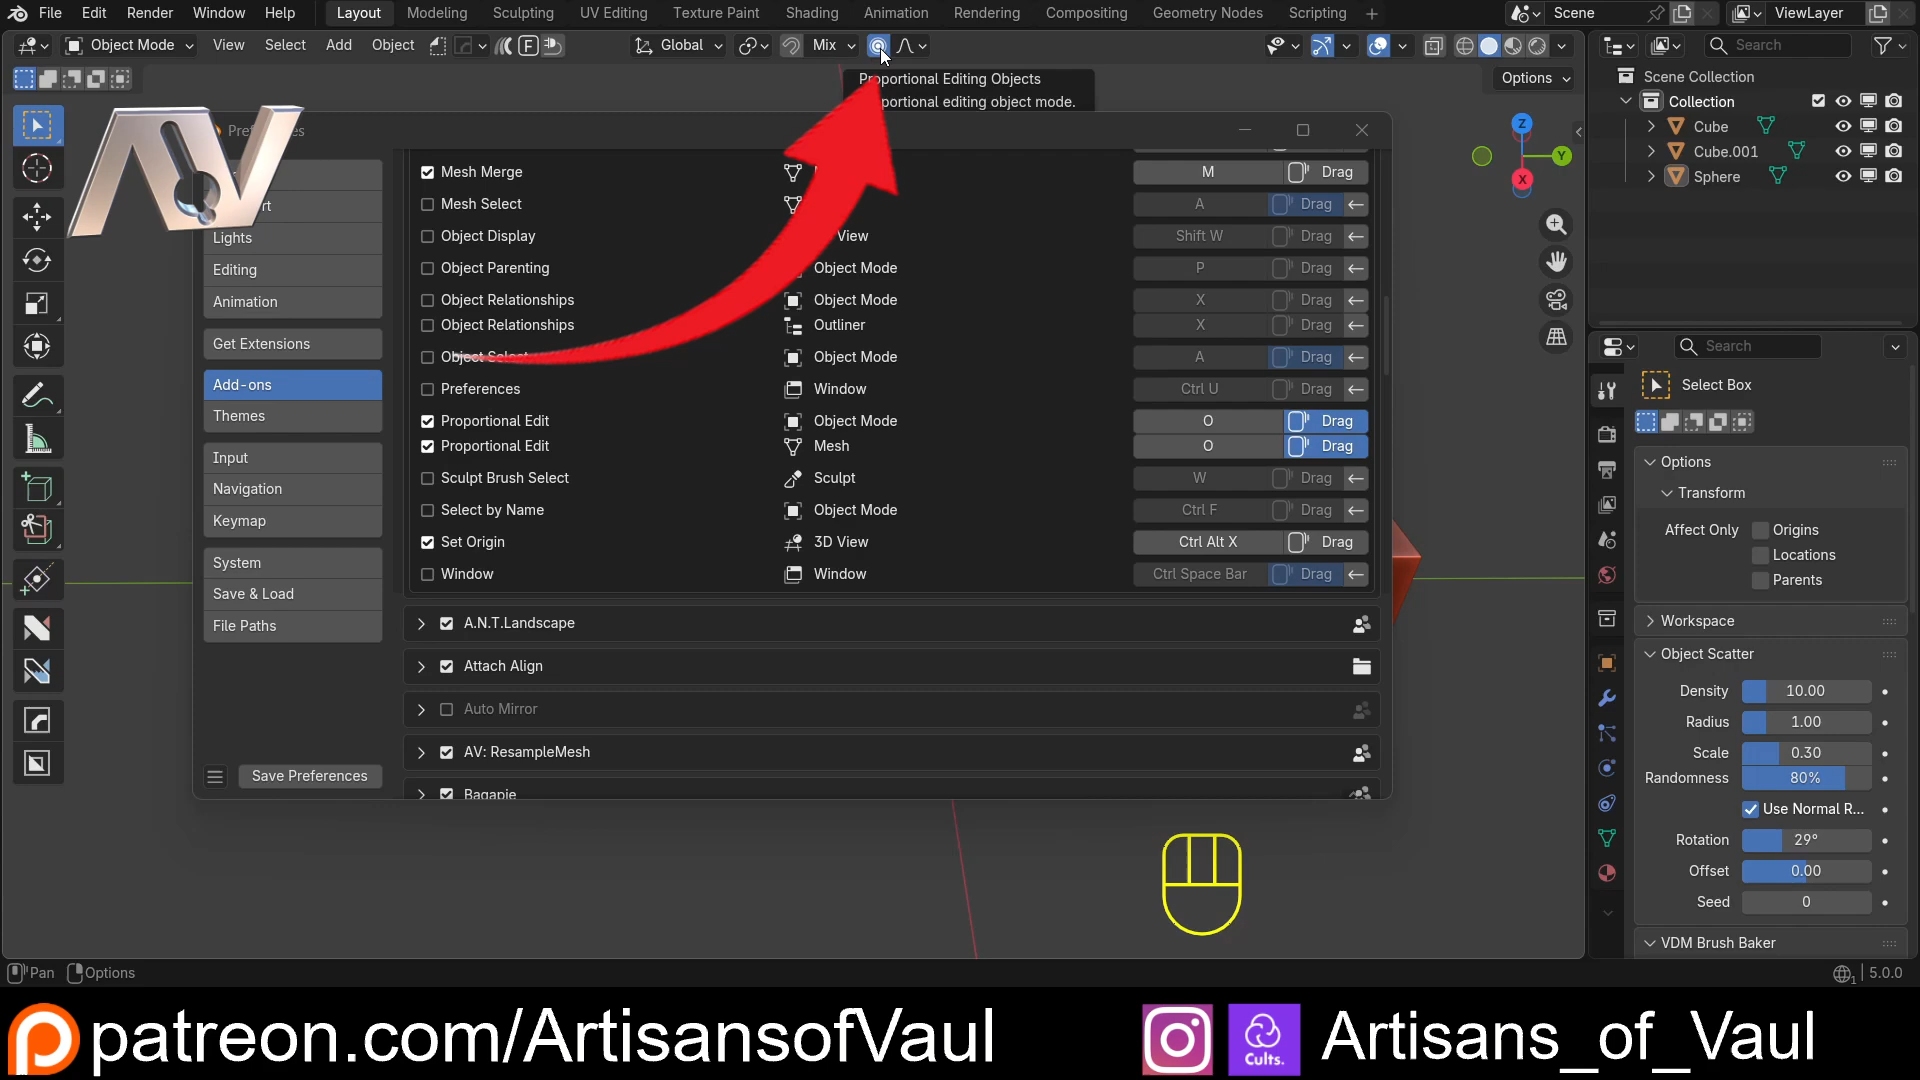 File Edit Render Window Help
Layout Modeling Sculpting UV Editing Texture Paint Shading Animation Rendering Compositing Geometry Nodes Scripting
Scene
ViewLayer
Object Mode View Select Add Object F Global Mix
Search
Options
Proportional Editing Objects
portional editing object mode.
Scene Collection
Collection
Cube
Cube.001
Sphere
Z
Y
X
AV
Lights
Editing
Animation
Get Extensions
Add-ons
Themes
Input
Navigation
Keymap
System
Save & Load
File Paths
Save Preferences
Mesh Merge M Drag
Mesh Select A Drag
Object Display View Shift W Drag
Object Parenting Object Mode P Drag
Object Relationships Object Mode X Drag
Object Relationships Outliner X Drag
Object Select Object Mode A Drag
Preferences Window Ctrl U Drag
Proportional Edit Object Mode O Drag
Proportional Edit Mesh O Drag
Sculpt Brush Select Sculpt W Drag
Select by Name Object Mode Ctrl F Drag
Set Origin 3D View Ctrl Alt X Drag
Window Window Ctrl Space Bar Drag
A.N.T.Landscape
Attach Align
Auto Mirror
AV: ResampleMesh
Bagapie
Search
Select Box
Options
Transform
Affect Only Origins
Locations
Parents
Workspace
Object Scatter
Density 10.00
Radius 1.00
Scale 0.30
Randomness 80%
Use Normal R...
Rotation 29°
Offset 0.00
Seed 0
VDM Brush Baker
Pan Options
1 5.0.0
patreon.com/ArtisansofVaul
Cults.
Artisans_of_Vaul